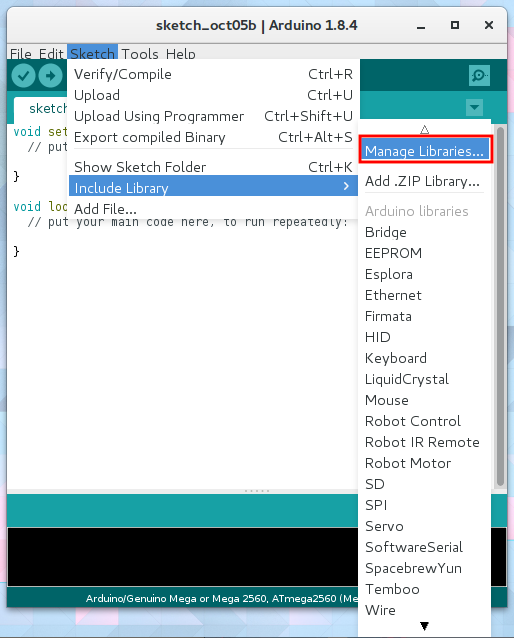 sketch_oct05b | Arduino 1.8.4
File Edit Sketch Tools Help
Verify/Compile Ctrl+R
Upload Ctrl+U
Upload Using Programmer Ctrl+Shift+U
Export compiled Binary Ctrl+Alt+S
Show Sketch Folder Ctrl+K
Include Library
Add File...
sketch
void set
// put
}
void loo
// put your main code here, to run repeatedly:
}
Manage Libraries...
Add .ZIP Library...
Arduino libraries
Bridge
EEPROM
Esplora
Ethernet
Firmata
HID
Keyboard
LiquidCrystal
Mouse
Robot Control
Robot IR Remote
Robot Motor
SD
SPI
Servo
SoftwareSerial
SpacebrewYun
Temboo
Wire
Arduino/Genuino Mega or Mega 2560, ATmega2560 (Me